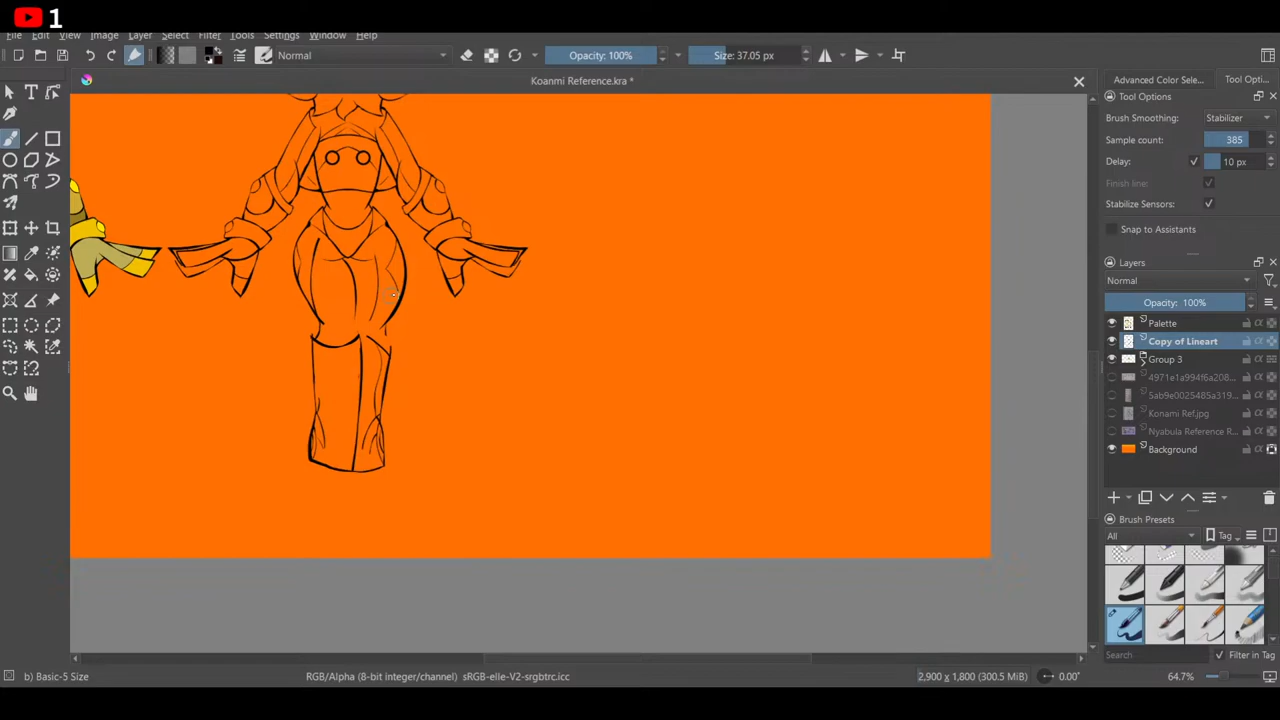 1
File Edit View Image Layer Select Filter Tools Settings Window Help
Normal Opacity: 100% Size: 37.05 px
Koanmi Reference.kra *
Advanced Color Sele... Tool Opti...
Tool Options
Brush Smoothing: Stabilizer
Sample count: 385
Delay: 10 px
Finish line:
Stabilize Sensors:
Snap to Assistants
Layers
Normal
Opacity: 100%
Palette
Copy of Lineart
Group 3
4971e1a994f6a208...
5ab9e0025485a319...
Konami Ref.jpg
Nyabula Reference R...
Background
Brush Presets
All Tag
Search Filter in Tag
b) Basic-5 Size RGB/Alpha (8-bit integer/channel) sRGB-elle-V2-srgbtrc.icc 2,900 x 1,800 (300.5 MiB) 0.00° 64.7%